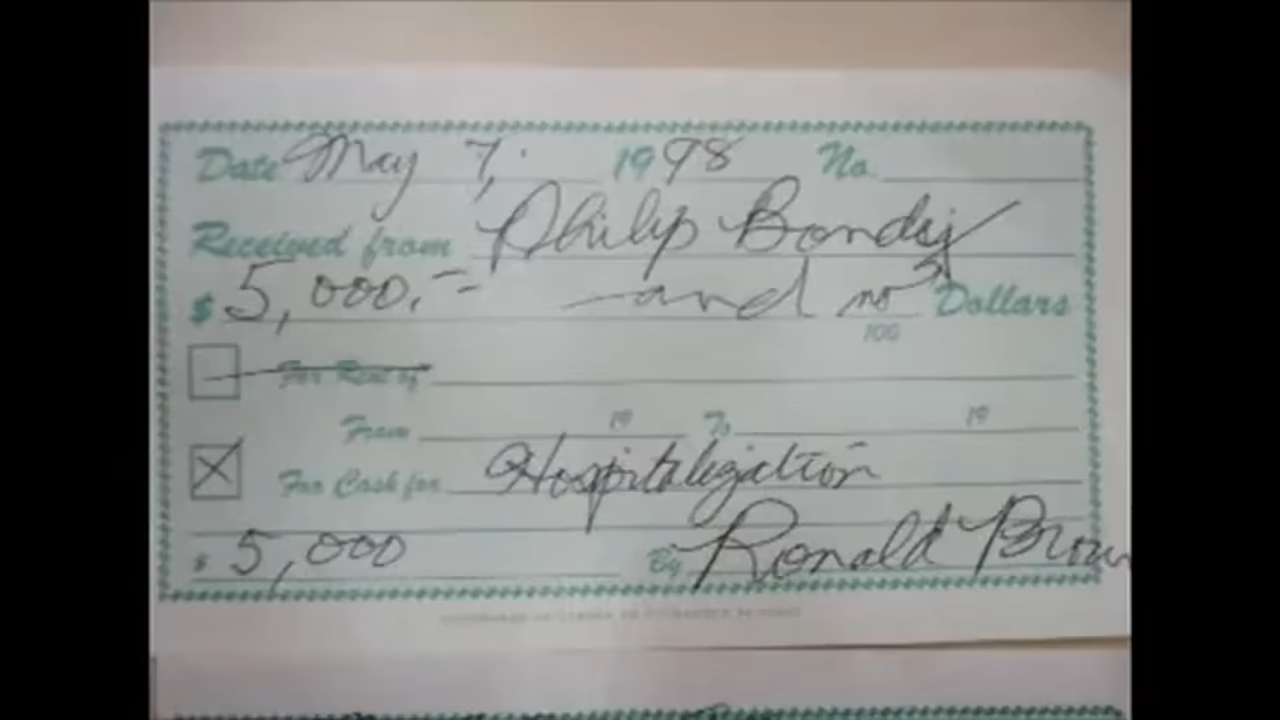 Date May 7, 1998 No.
Received from Philip Bondy
$ 5,000.- and no/100 Dollars
For Rent of
From 19 To 19
For Cash for Hospitalization
$ 5,000 By Ronald Brown